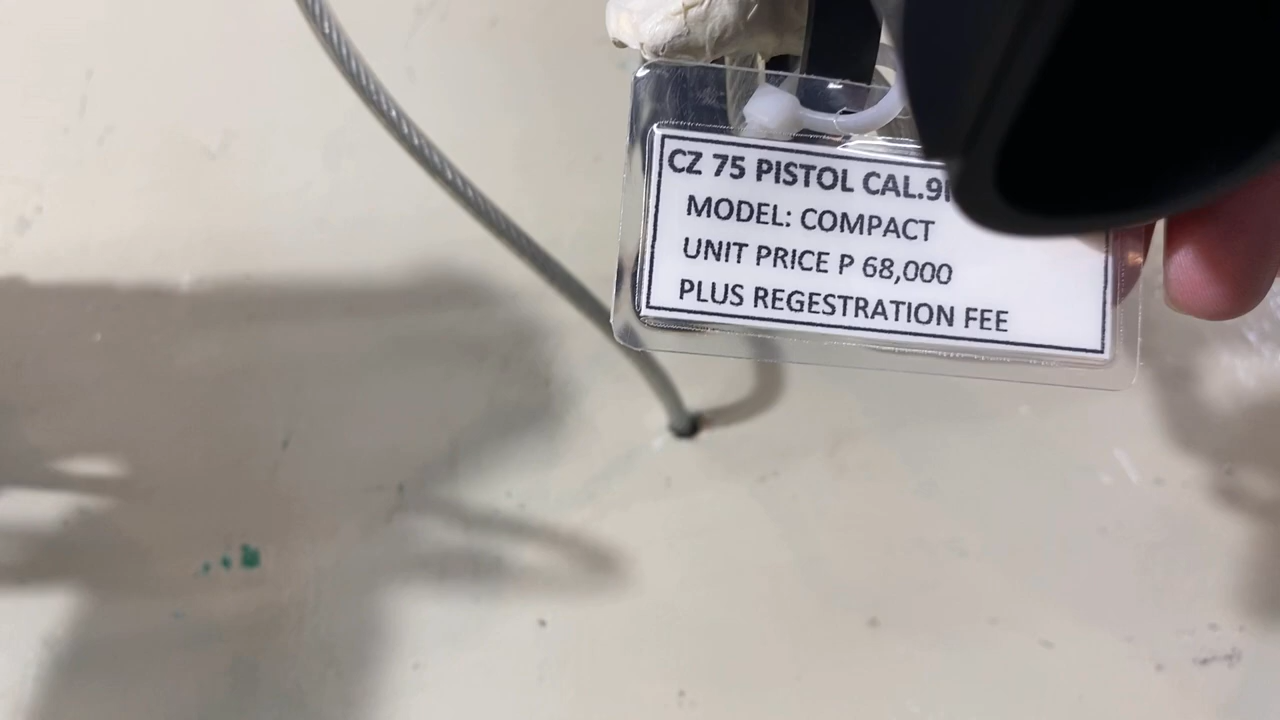 CZ 75 PISTOL CAL.9
MODEL: COMPACT
UNIT PRICE P 68,000
PLUS REGESTRATION FEE